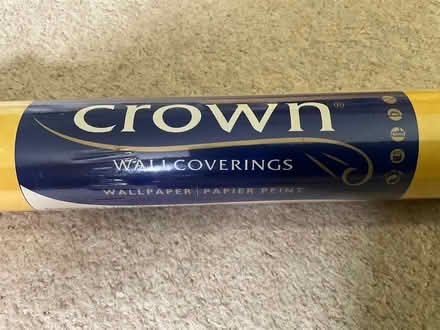 crown®
WALLCOVERINGS
WALLPAPER | PAPIER PEINT